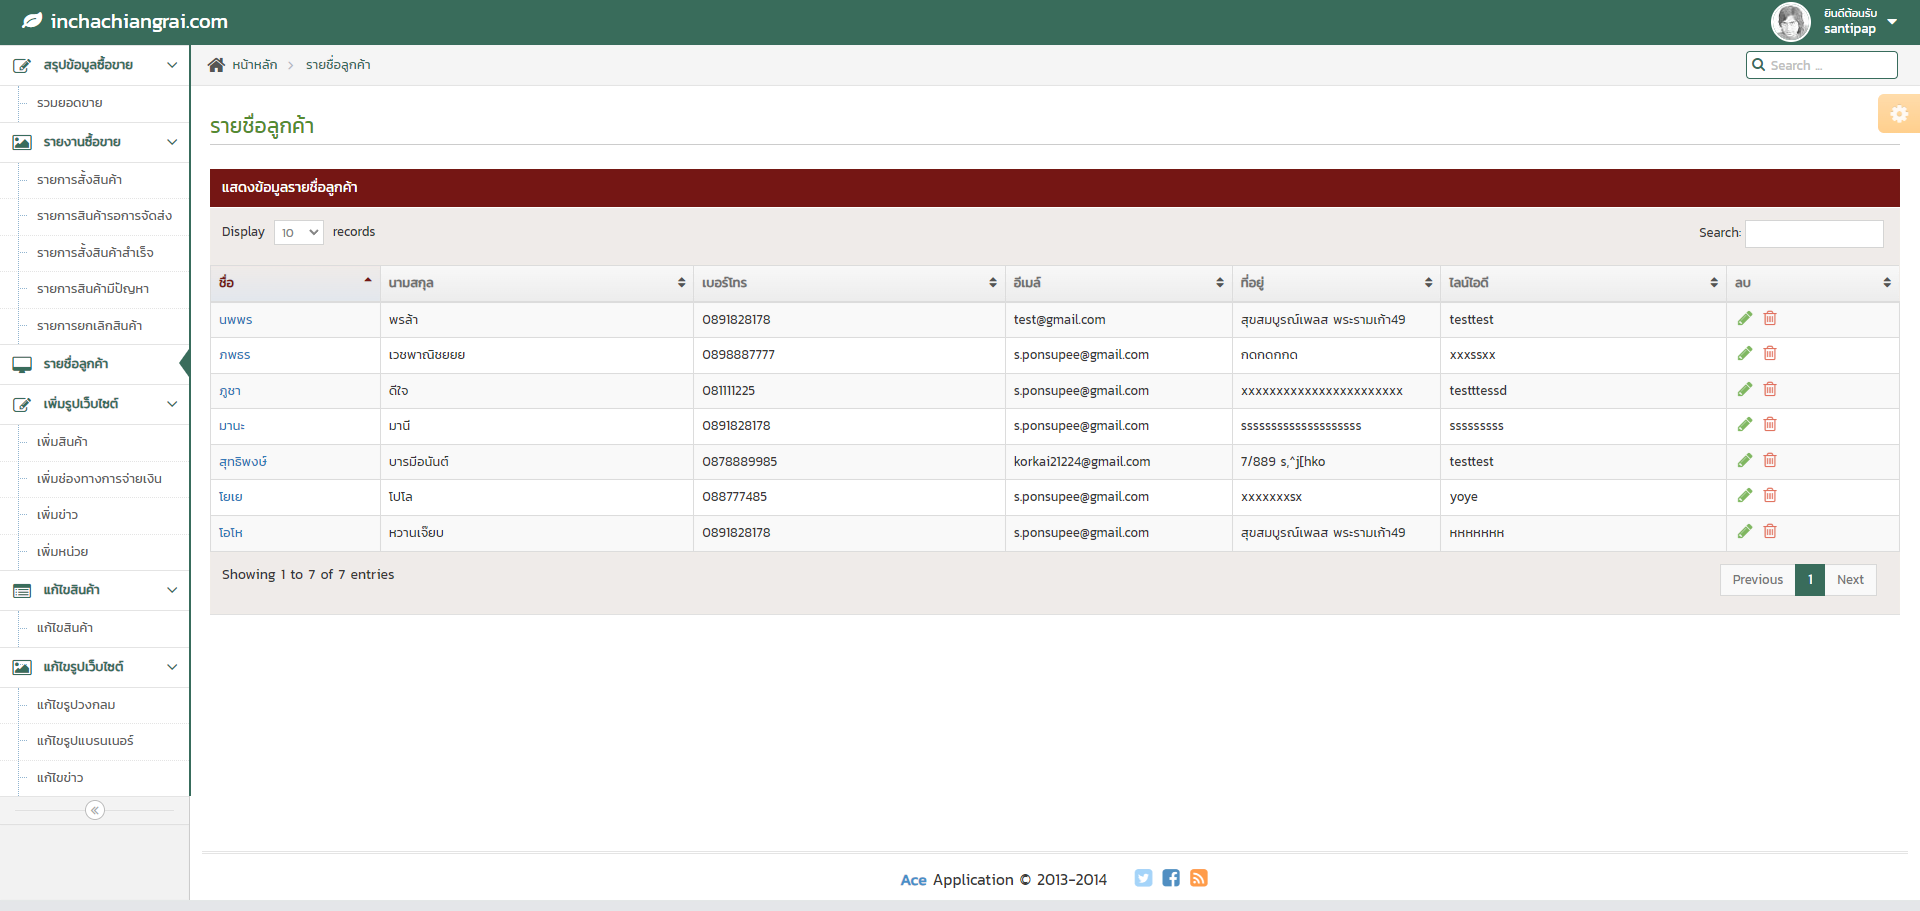 inchachiangrai.com
ยินดีต้อนรับ
santipap
สรุปข้อมูลซื้อขาย
รวมยอดขาย
รายงานซื้อขาย
รายการสั่งสินค้า
รายการสินค้ารอการจัดส่ง
รายการสั่งสินค้าสำเร็จ
รายการสินค้ามีปัญหา
รายการยกเลิกสินค้า
รายชื่อลูกค้า
เพิ่มรูปเว็บไซต์
เพิ่มสินค้า
เพิ่มช่องทางการจ่ายเงิน
เพิ่มข่าว
เพิ่มหน่วย
แก้ไขสินค้า
แก้ไขสินค้า
แก้ไขรูปเว็บไซต์
แก้ไขรูปวงกลม
แก้ไขรูปแบรนเนอร์
แก้ไขข่าว
หน้าหลัก รายชื่อลูกค้า
Search ...
รายชื่อลูกค้า
แสดงข้อมูลรายชื่อลูกค้า
Display 10 records Search:
ชื่อ นามสกุล เบอร์โทร อีเมล์ ที่อยู่ ไลน์ไอดี ลบ
นพพร พรล้า 0891828178 test@gmail.com สุขสมบูรณ์เพลส พระรามเก้า49 testtest
ภพธร เวชพาณิชยยย 0898887777 s.ponsupee@gmail.com กดกดกกด xxxssxx
ภูชา ดีใจ 081111225 s.ponsupee@gmail.com xxxxxxxxxxxxxxxxxxxxxxx testttessd
มานะ มานี 0891828178 s.ponsupee@gmail.com ssssssssssssssssssss sssssssss
สุทธิพงษ์ บารมีอนันต์ 0878889985 korkai21224@gmail.com 7/889 s,^j[hko testtest
โยเย โปโล 088777485 s.ponsupee@gmail.com xxxxxxxsx yoye
โอโห หวานเจี๊ยบ 0891828178 s.ponsupee@gmail.com สุขสมบูรณ์เพลส พระรามเก้า49 หหหหหหห
Showing 1 to 7 of 7 entries
Previous 1 Next
Ace Application © 2013-2014